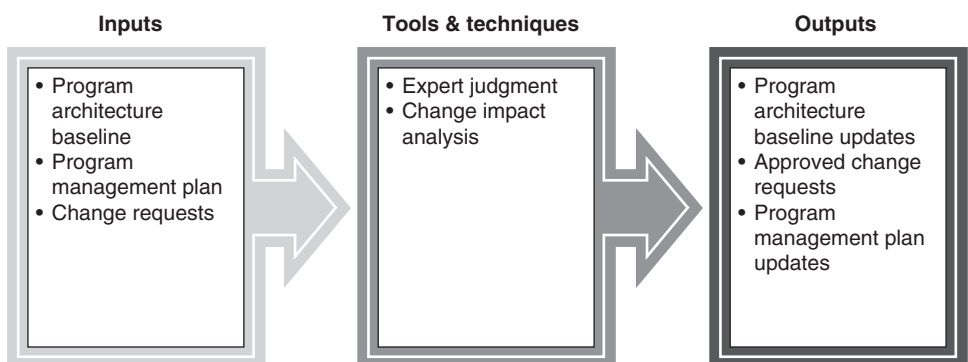 Inputs
• Program
architecture
baseline
• Program
management plan
• Change requests
Tools & techniques
• Expert judgment
• Change impact
analysis
Outputs
• Program
architecture
baseline updates
• Approved change
requests
• Program
management plan
updates